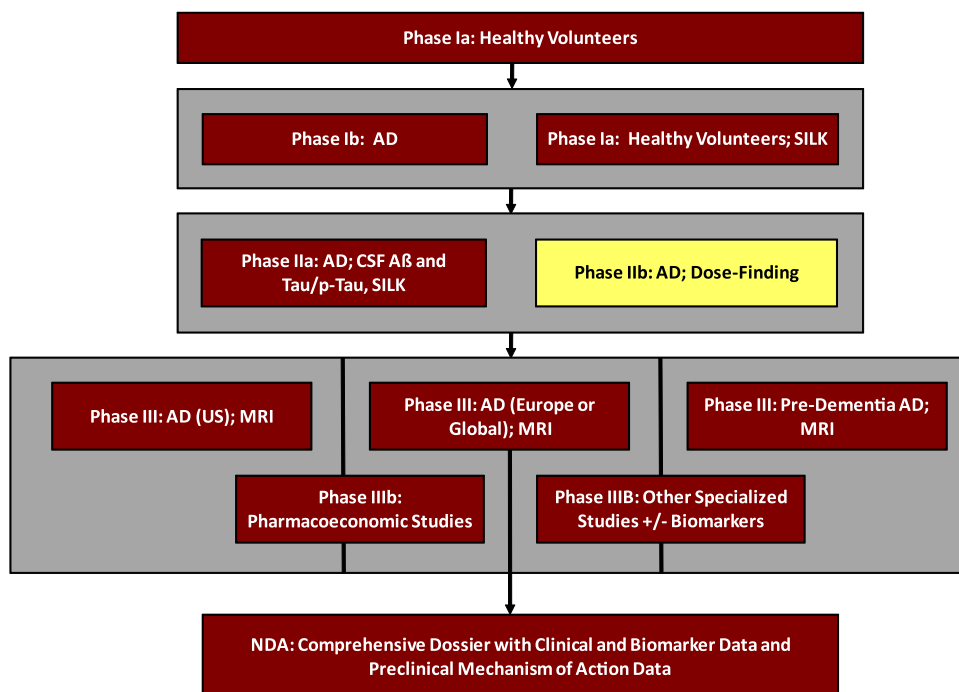 Phase Ia: Healthy Volunteers
Phase Ib:  AD
Phase Ia:  Healthy Volunteers; SILK
Phase IIa: AD; CSF Aß and
Tau/p-Tau, SILK
Phase IIb: AD; Dose-Finding
Phase III: AD (US); MRI
Phase III: AD (Europe or
Global); MRI
Phase III: Pre-Dementia AD;
MRI
Phase IIIb:
Pharmacoeconomic Studies
Phase IIIB: Other Specialized
Studies +/- Biomarkers
NDA: Comprehensive Dossier with Clinical and Biomarker Data and
Preclinical Mechanism of Action Data